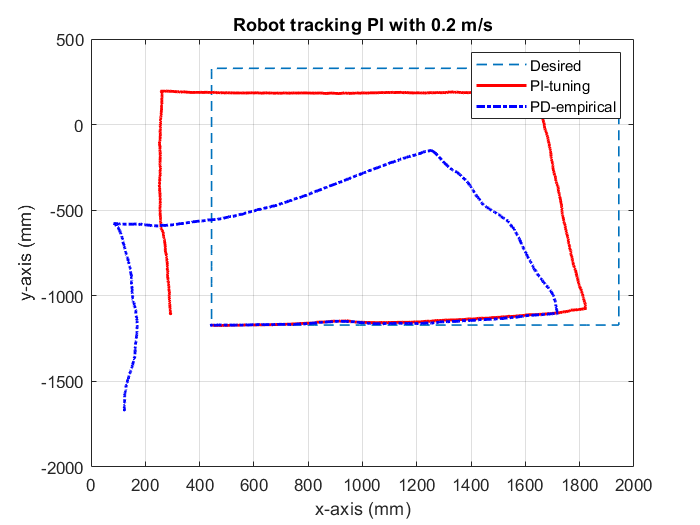 Robot tracking PI with 0.2 m/s
500
0
-500
-1000
-1500
-2000
y-axis (mm)
Desired
PI-tuning
PD-empirical
0 200 400 600 800 1000 1200 1400 1600 1800 2000
x-axis (mm)